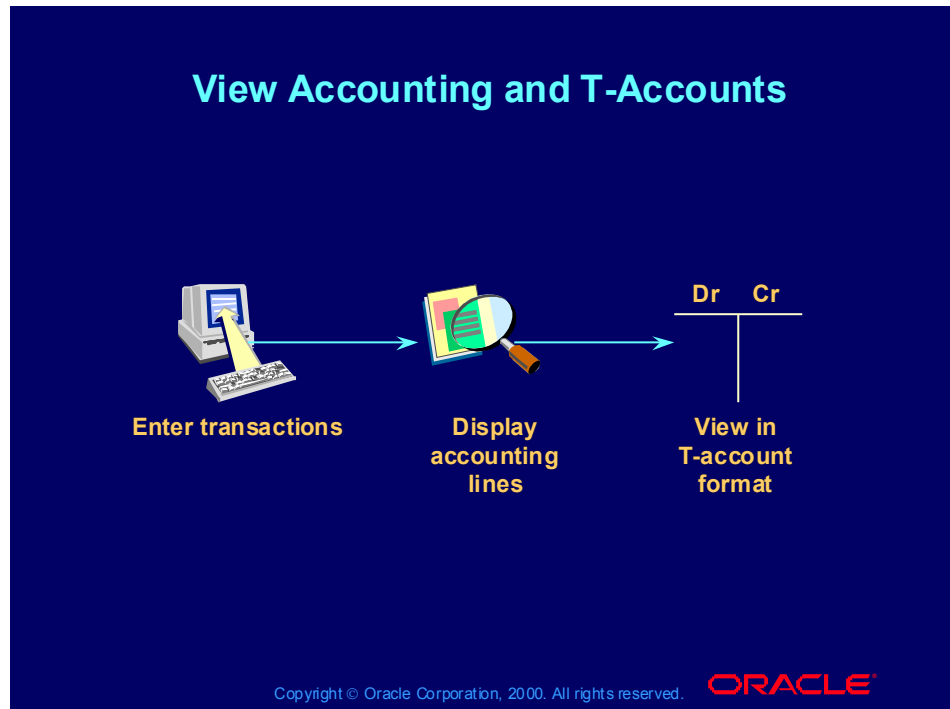 View Accounting and T-Accounts
Dr Cr
Enter transactions
Display
accounting
lines
View in
T-account
format
Copyright © Oracle Corporation, 2000. All rights reserved.
ORACLE®